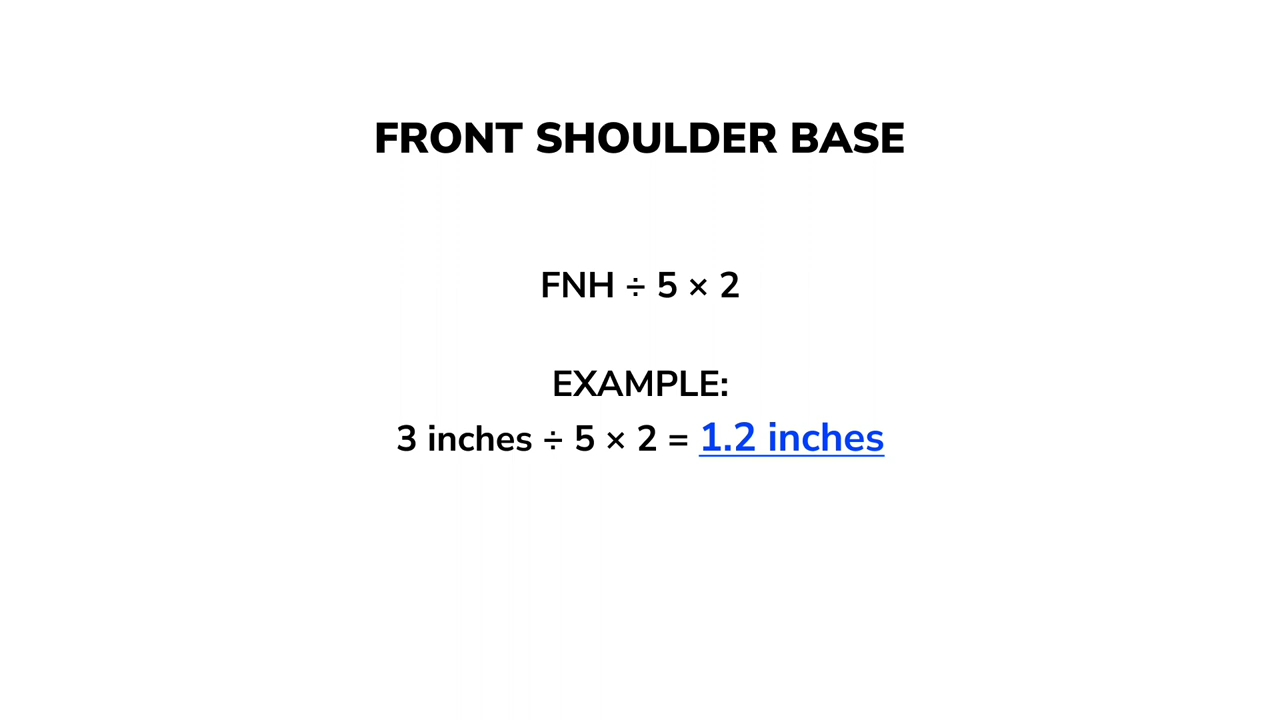 FRONT SHOULDER BASE
FNH ÷ 5 × 2
EXAMPLE:
3 inches ÷ 5 × 2 = 1.2 inches